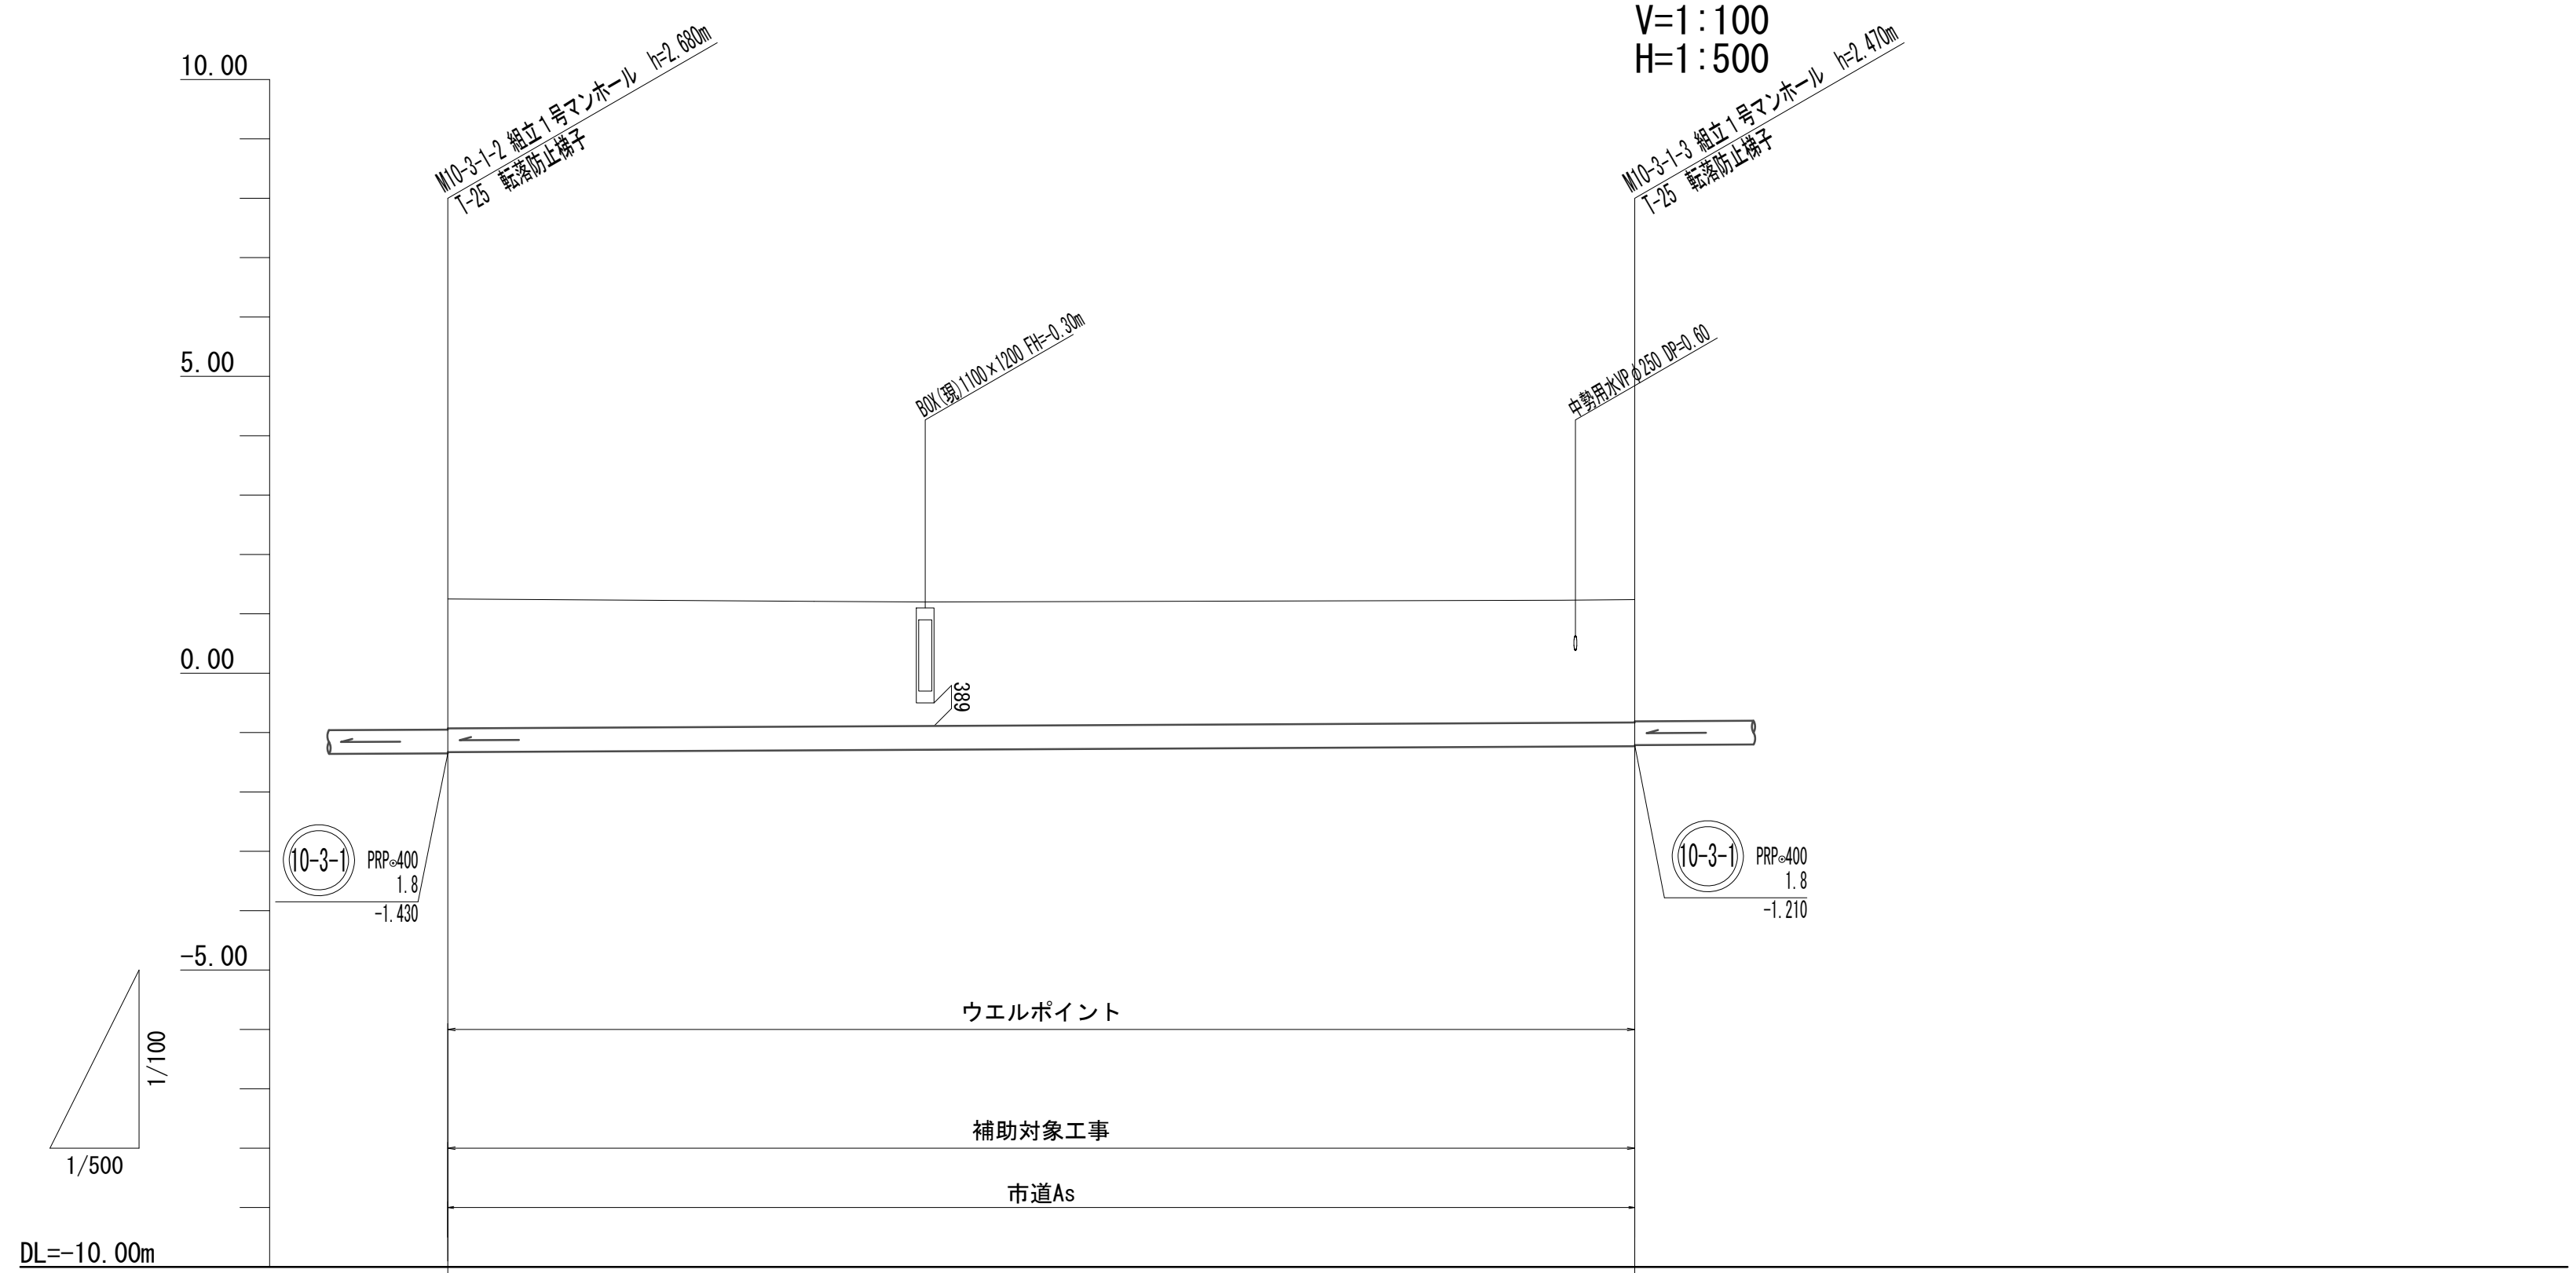 V=1:100
H=1:500
M10-3-1-2 組立1号マンホール h=2.680m
T-25 転落防止梯子
M10-3-1-3 組立1号マンホール h=2.470m
T-25 転落防止梯子
10.00
BOX(現)1100×1200 FH=-0.30m
中勢用水VPφ250 DP=0.60
5.00
0.00
389
10-3-1
PRP⊙400
1.8
-1.430
10-3-1
PRP⊙400
1.8
-1.210
-5.00
ウエルポイント
1/100
補助対象工事
1/500
市道As
DL=-10.00m